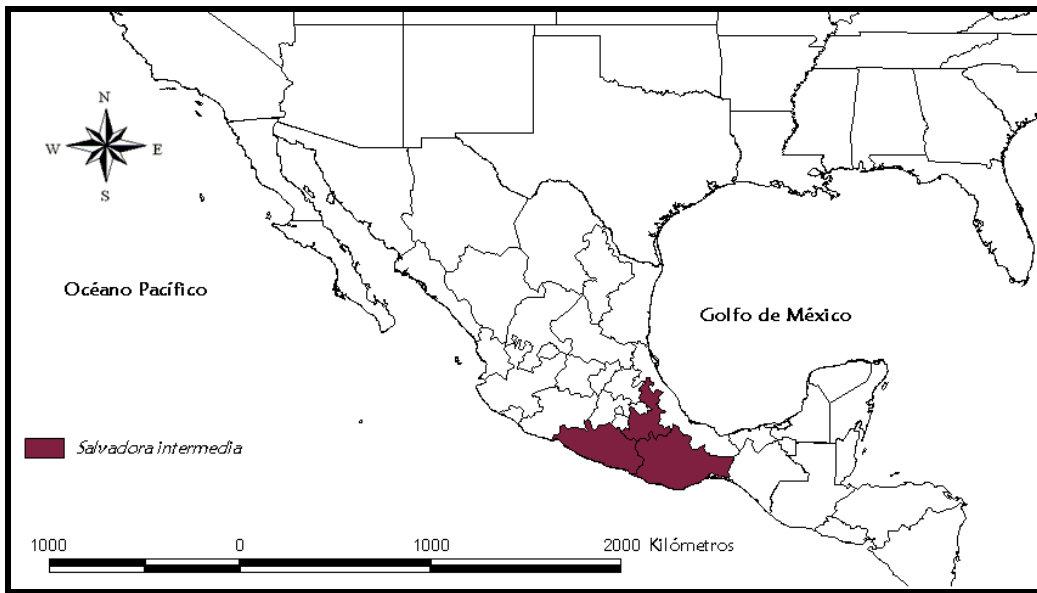 N
W E
S
Océano Pacífico
Golfo de México
Salvadora intermedia
1000 0 1000 2000 Kilómetros